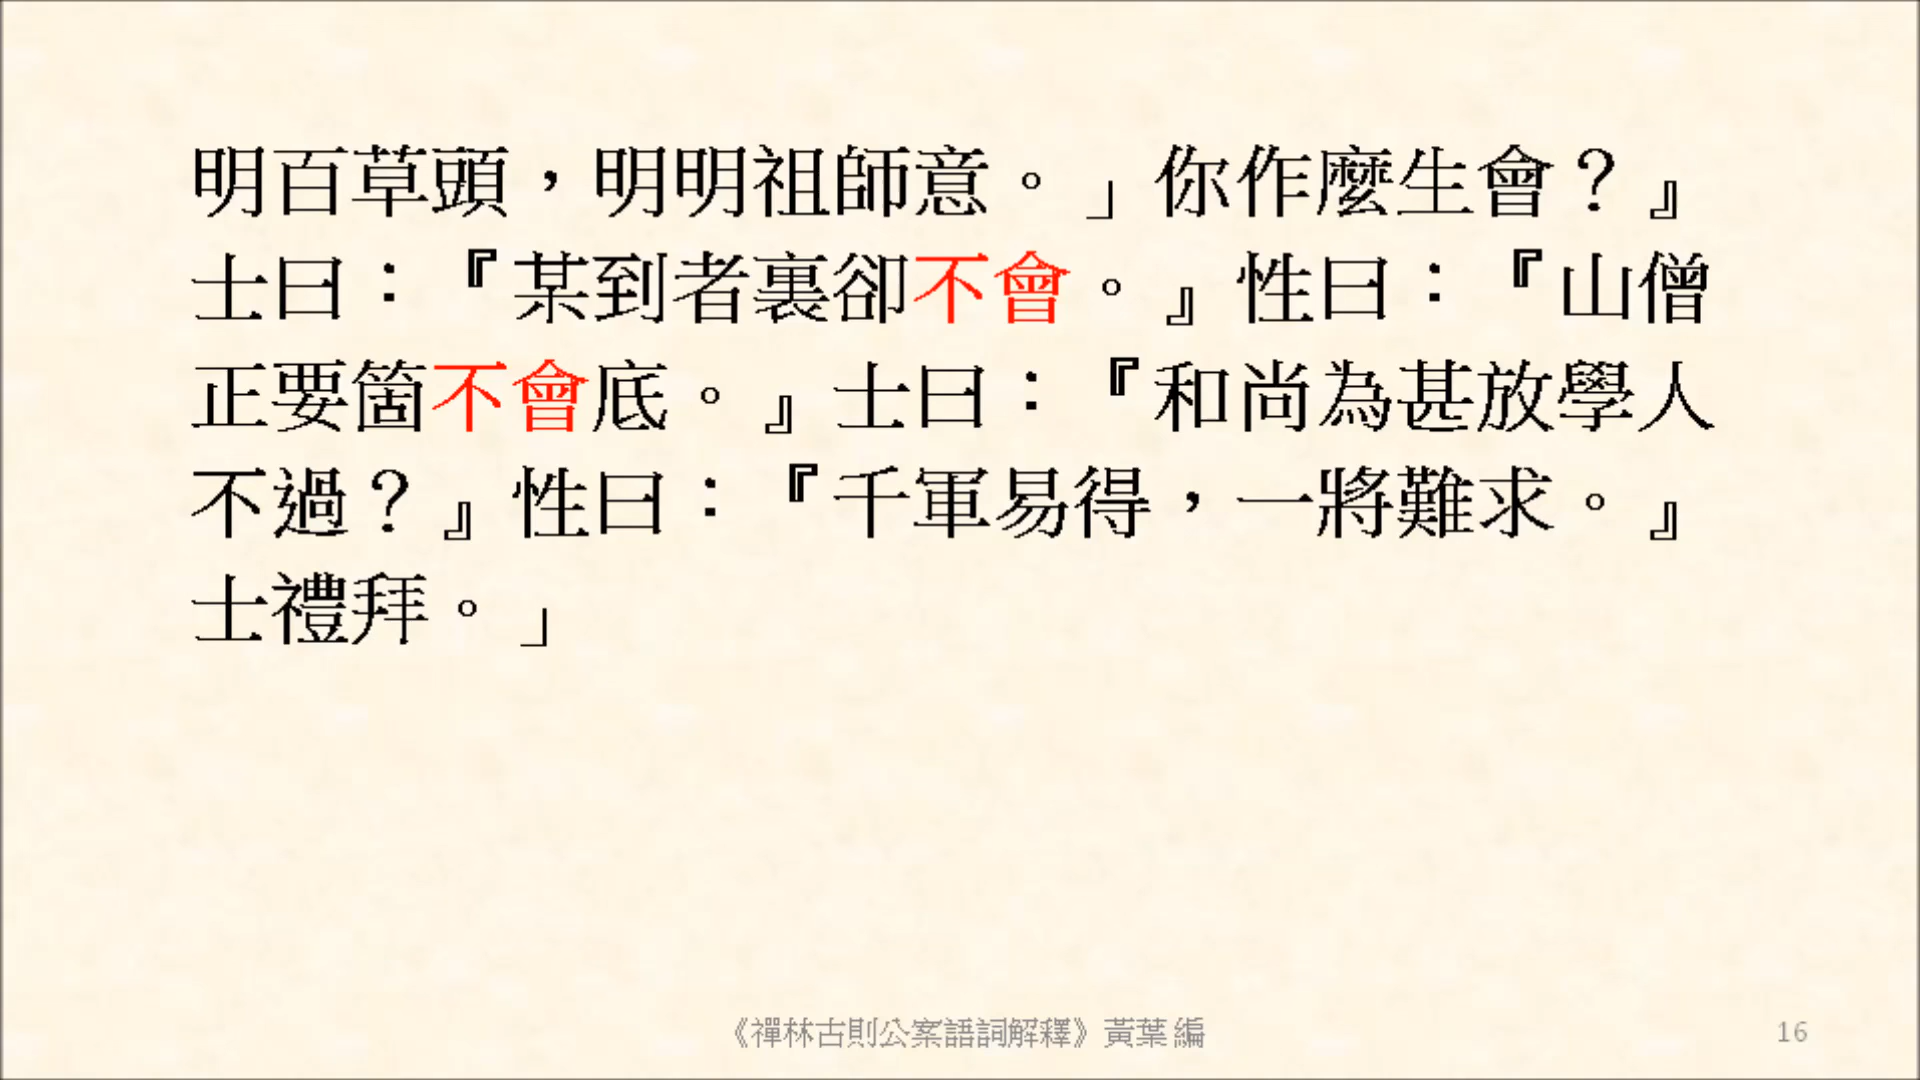 明百草頭，明明祖師意。」你作麼生會？』
士曰：『某到者裏卻不會。』性曰：『山僧
正要箇不會底。』士曰：『和尚為甚放學人
不過？』性曰：『千軍易得，一將難求。』
士禮拜。」
《禪林古則公案語詞解釋》黃葉 編
16